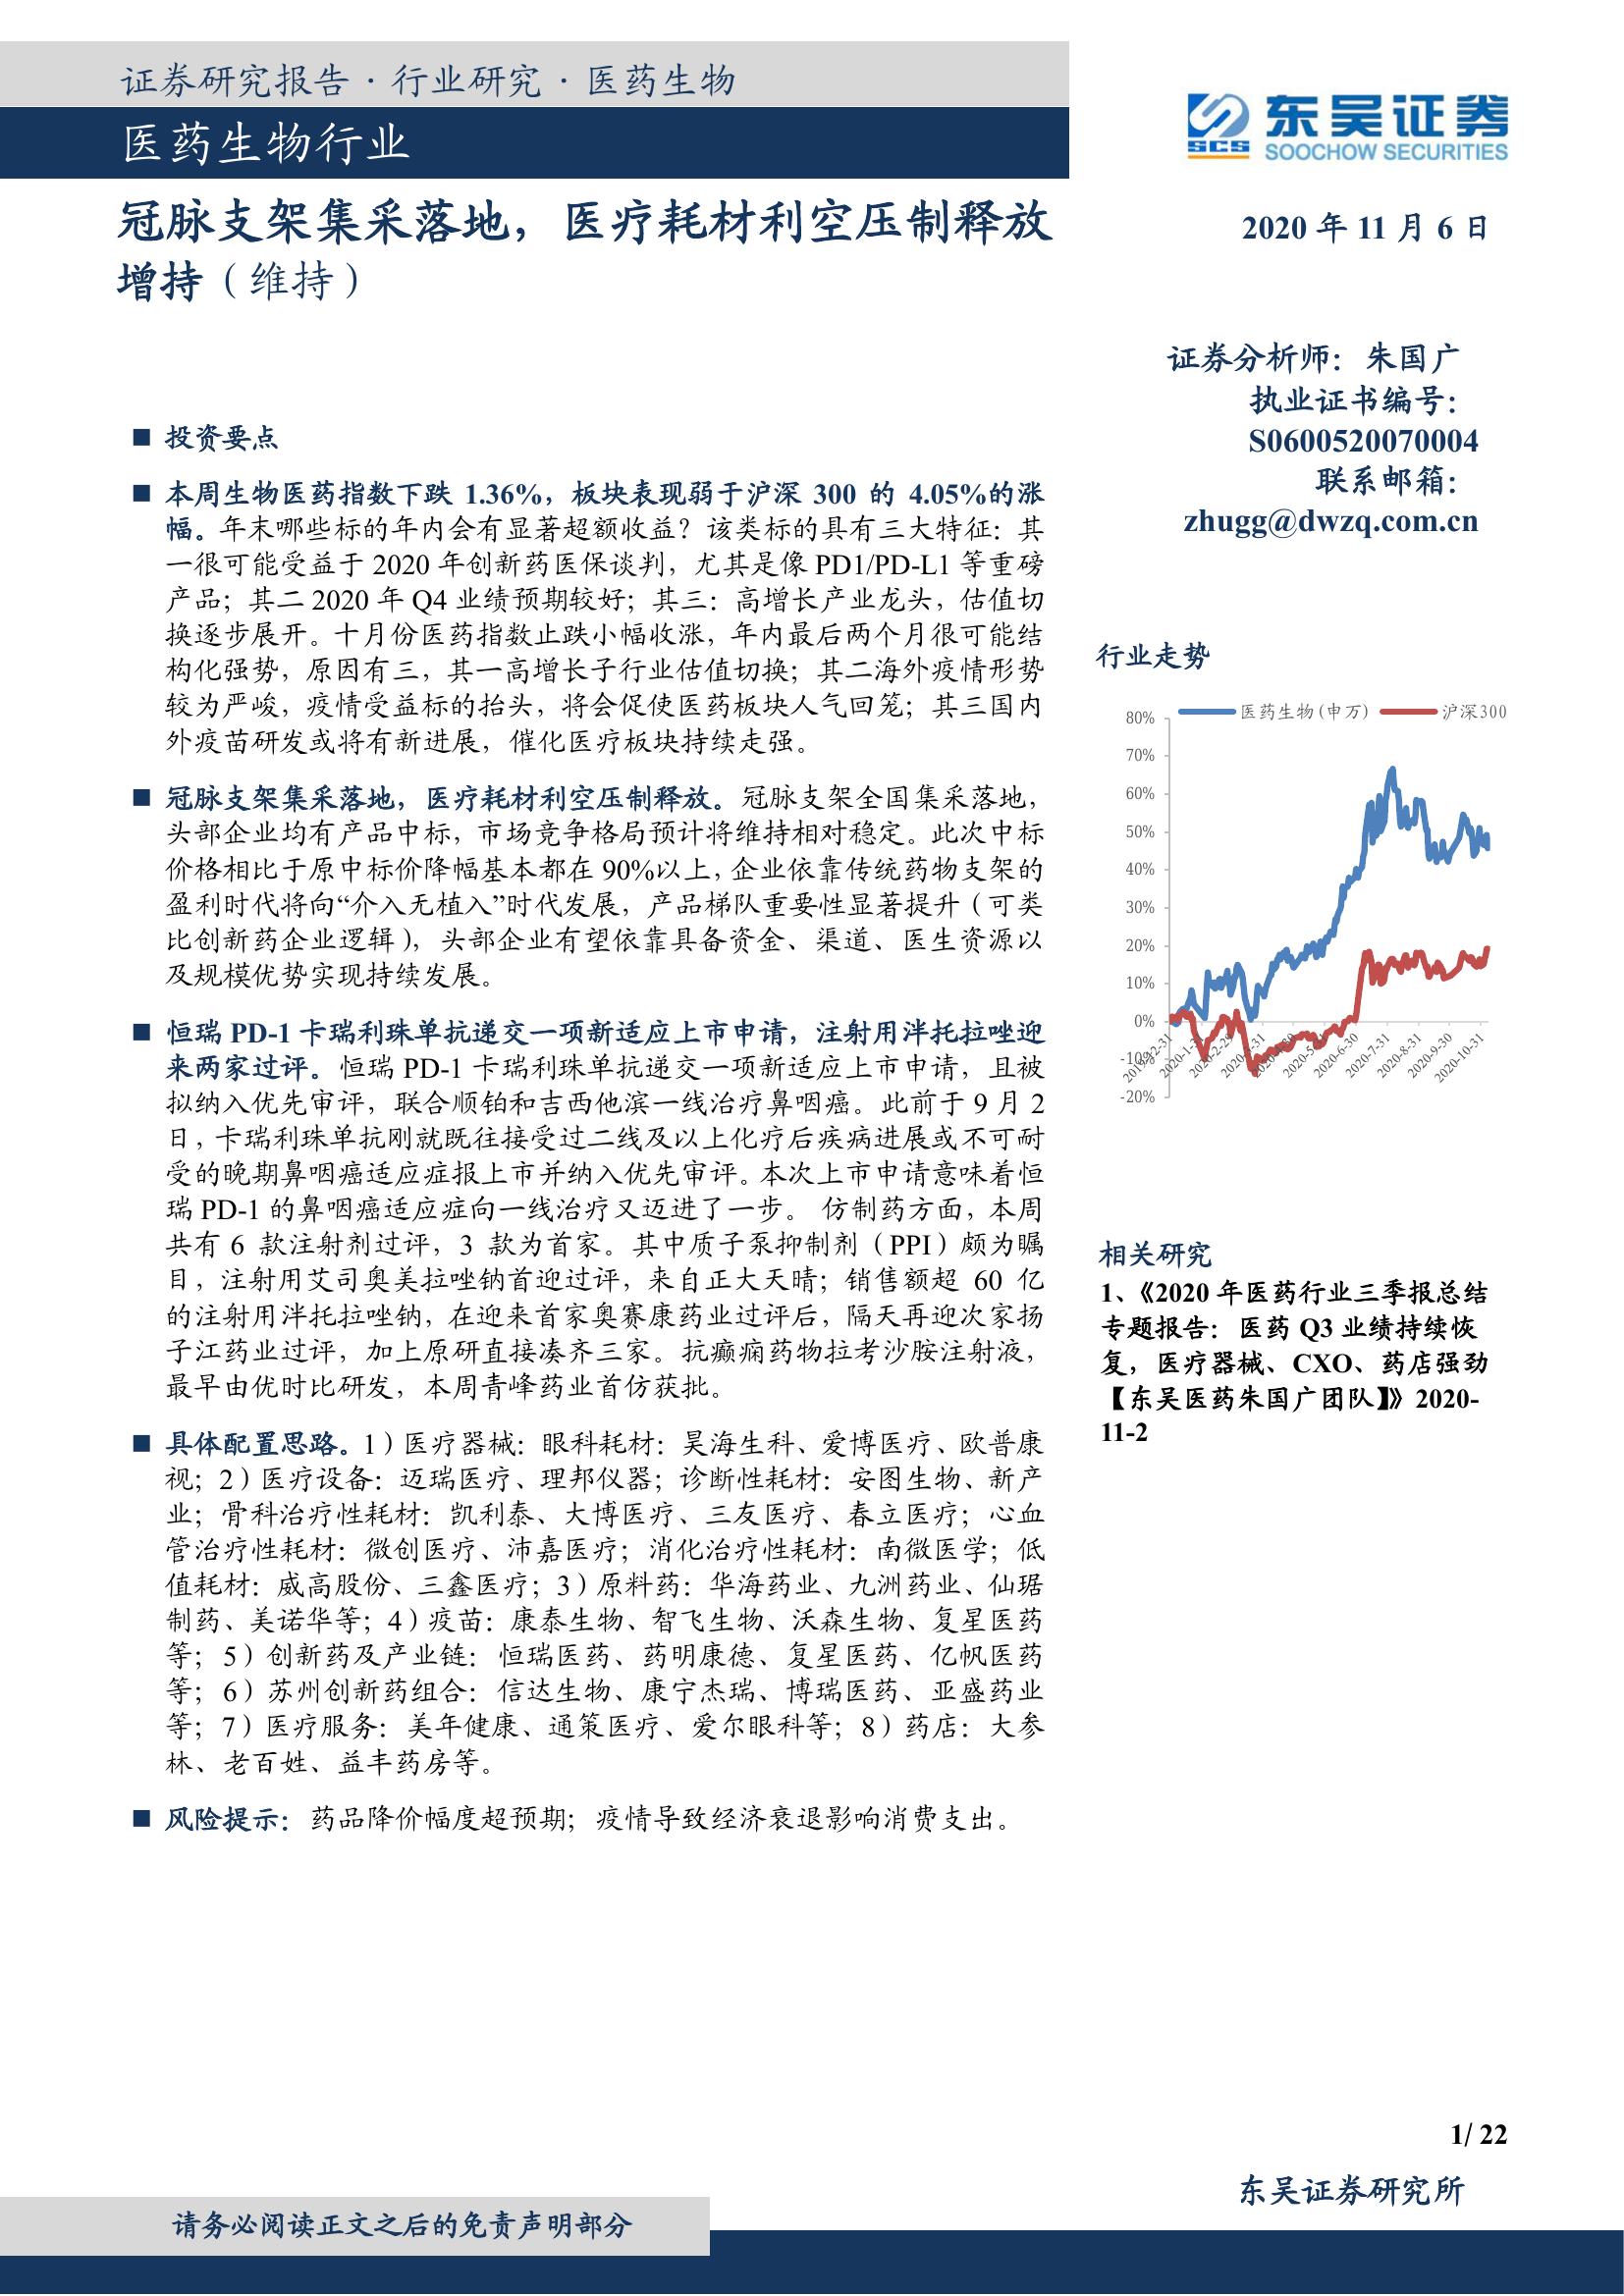 证券研究报告·行业研究·医药生物
医药生物行业
东吴证券
SCS
SOOCHOW SECURITIES
冠脉支架集采落地，医疗耗材利空压制释放
增持（维持）
2020 年 11 月 6 日
证券分析师：朱国广
执业证书编号：
S0600520070004
联系邮箱：
zhugg@dwzq.com.cn
■ 投资要点
■ 本周生物医药指数下跌 1.36%，板块表现弱于沪深 300 的 4.05%的涨
幅。年末哪些标的年内会有显著超额收益？该类标的具有三大特征：其
一很可能受益于 2020 年创新药医保谈判，尤其是像 PD1/PD-L1 等重磅
产品；其二 2020 年 Q4 业绩预期较好；其三：高增长产业龙头，估值切
换逐步展开。十月份医药指数止跌小幅收涨，年内最后两个月很可能结
构化强势，原因有三，其一高增长子行业估值切换；其二海外疫情形势
较为严峻，疫情受益标的抬头，将会促使医药板块人气回笼；其三国内
外疫苗研发或将有新进展，催化医疗板块持续走强。
■ 冠脉支架集采落地，医疗耗材利空压制释放。冠脉支架全国集采落地，
头部企业均有产品中标，市场竞争格局预计将维持相对稳定。此次中标
价格相比于原中标价降幅基本都在 90%以上，企业依靠传统药物支架的
盈利时代将向“介入无植入”时代发展，产品梯队重要性显著提升（可类
比创新药企业逻辑），头部企业有望依靠具备资金、渠道、医生资源以
及规模优势实现持续发展。
■ 恒瑞 PD-1 卡瑞利珠单抗递交一项新适应上市申请，注射用泮托拉唑迎
来两家过评。恒瑞 PD-1 卡瑞利珠单抗递交一项新适应上市申请，且被
拟纳入优先审评，联合顺铂和吉西他滨一线治疗鼻咽癌。此前于 9 月 2
日，卡瑞利珠单抗刚就既往接受过二线及以上化疗后疾病进展或不可耐
受的晚期鼻咽癌适应症报上市并纳入优先审评。本次上市申请意味着恒
瑞 PD-1 的鼻咽癌适应症向一线治疗又迈进了一步。 仿制药方面，本周
共有 6 款注射剂过评，3 款为首家。其中质子泵抑制剂（PPI）颇为瞩
目，注射用艾司奥美拉唑钠首迎过评，来自正大天晴；销售额超 60 亿
的注射用泮托拉唑钠，在迎来首家奥赛康药业过评后，隔天再迎次家扬
子江药业过评，加上原研直接凑齐三家。抗癫痫药物拉考沙胺注射液，
最早由优时比研发，本周青峰药业首仿获批。
■ 具体配置思路。1）医疗器械：眼科耗材：昊海生科、爱博医疗、欧普康
视；2）医疗设备：迈瑞医疗、理邦仪器；诊断性耗材：安图生物、新产
业；骨科治疗性耗材：凯利泰、大博医疗、三友医疗、春立医疗；心血
管治疗性耗材：微创医疗、沛嘉医疗；消化治疗性耗材：南微医学；低
值耗材：威高股份、三鑫医疗；3）原料药：华海药业、九洲药业、仙琚
制药、美诺华等；4）疫苗：康泰生物、智飞生物、沃森生物、复星医药
等；5）创新药及产业链：恒瑞医药、药明康德、复星医药、亿帆医药
等；6）苏州创新药组合：信达生物、康宁杰瑞、博瑞医药、亚盛药业
等；7）医疗服务：美年健康、通策医疗、爱尔眼科等；8）药店：大参
林、老百姓、益丰药房等。
■ 风险提示：药品降价幅度超预期；疫情导致经济衰退影响消费支出。
行业走势
医药生物(申万) 沪深300
80%
70%
60%
50%
40%
30%
20%
10%
0%
-10%
-20%
2019-12-31 2020-1-31 2020-2-29 2020-3-31 2020-4-30 2020-5-31 2020-6-30 2020-7-31 2020-8-31 2020-9-30 2020-10-31
相关研究
1、《2020 年医药行业三季报总结
专题报告：医药 Q3 业绩持续恢
复，医疗器械、CXO、药店强劲
【东吴医药朱国广团队】》2020-
11-2
1/ 22
东吴证券研究所
请务必阅读正文之后的免责声明部分